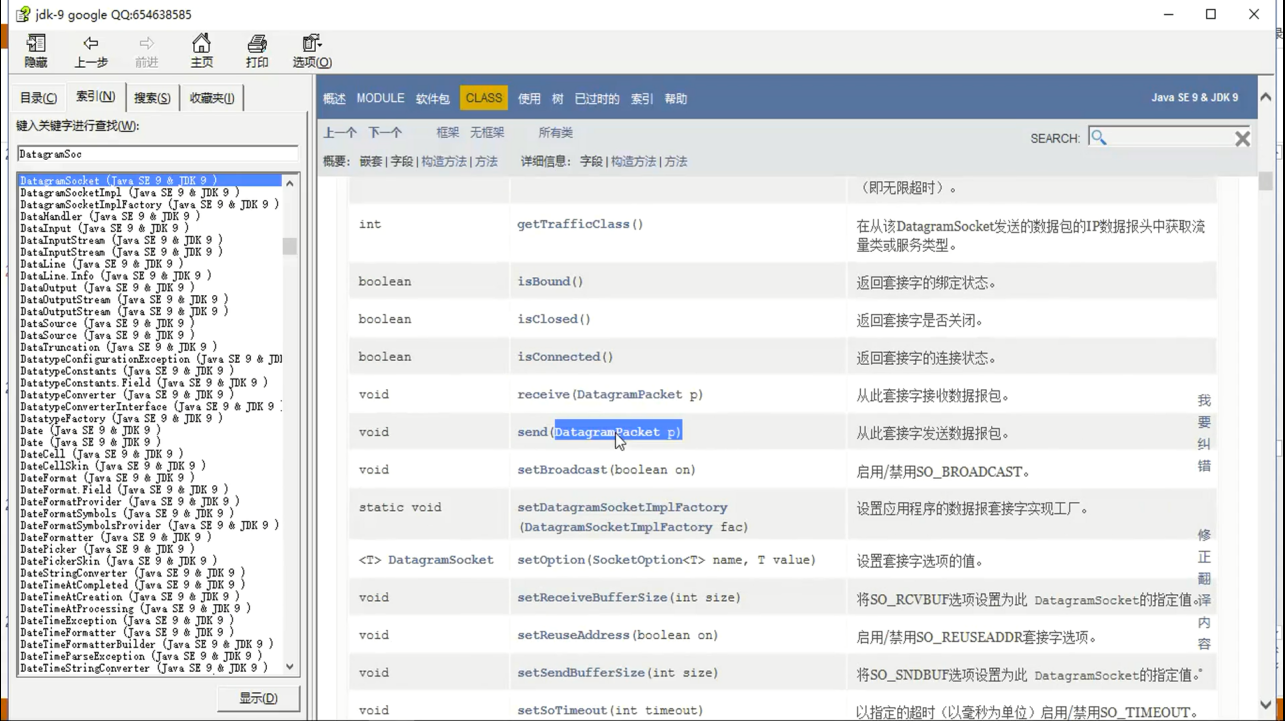 jdk-9 google QQ:654638585
隐藏 上一步 前进 主页 打印 选项(O)
目录(C) 索引(N) 搜索(S) 收藏夹(I)
键入关键字进行查找(W):
DatagramSoc
DatagramSocket (Java SE 9 & JDK 9 )
DatagramSocketImpl (Java SE 9 & JDK 9 )
DatagramSocketImplFactory (Java SE 9 & JDK 9 )
DataHandler (Java SE 9 & JDK 9 )
DataInput (Java SE 9 & JDK 9 )
DataInputStream (Java SE 9 & JDK 9 )
DataInputStream (Java SE 9 & JDK 9 )
DataLine (Java SE 9 & JDK 9 )
DataLine.Info (Java SE 9 & JDK 9 )
DataOutput (Java SE 9 & JDK 9 )
DataOutputStream (Java SE 9 & JDK 9 )
DataOutputStream (Java SE 9 & JDK 9 )
DataSource (Java SE 9 & JDK 9 )
DataSource (Java SE 9 & JDK 9 )
DataTruncation (Java SE 9 & JDK 9 )
DatatypeConfigurationException (Java SE 9 & JDK
DatatypeConstants (Java SE 9 & JDK 9 )
DatatypeConstants.Field (Java SE 9 & JDK 9 )
DatatypeConverter (Java SE 9 & JDK 9 )
DatatypeConverterInterface (Java SE 9 & JDK 9 )
DatatypeFactory (Java SE 9 & JDK 9 )
Date (Java SE 9 & JDK 9 )
Date (Java SE 9 & JDK 9 )
DateCell (Java SE 9 & JDK 9 )
DateCellSkin (Java SE 9 & JDK 9 )
DateFormat (Java SE 9 & JDK 9 )
DateFormat.Field (Java SE 9 & JDK 9 )
DateFormatProvider (Java SE 9 & JDK 9 )
DateFormatSymbols (Java SE 9 & JDK 9 )
DateFormatSymbolsProvider (Java SE 9 & JDK 9 )
DateFormatter (Java SE 9 & JDK 9 )
DatePicker (Java SE 9 & JDK 9 )
DatePickerSkin (Java SE 9 & JDK 9 )
DateStringConverter (Java SE 9 & JDK 9 )
DateTimeAtCompleted (Java SE 9 & JDK 9 )
DateTimeAtCreation (Java SE 9 & JDK 9 )
DateTimeAtProcessing (Java SE 9 & JDK 9 )
DateTimeException (Java SE 9 & JDK 9 )
DateTimeFormatter (Java SE 9 & JDK 9 )
DateTimeFormatterBuilder (Java SE 9 & JDK 9 )
DateTimeParseException (Java SE 9 & JDK 9 )
DateTimeStringConverter (Java SE 9 & JDK 9 )
显示(D)
概述 MODULE 软件包 CLASS 使用 树 已过时的 索引 帮助 Java SE 9 & JDK 9
上一个 下一个 框架 无框架 所有类
SEARCH:
概要: 嵌套 | 字段 | 构造方法 | 方法 详细信息: 字段 | 构造方法 | 方法
（即无限超时）。
int getTrafficClass() 在从该DatagramSocket发送的数据包的IP数据报头中获取流
量类或服务类型。
boolean isBound() 返回套接字的绑定状态。
boolean isClosed() 返回套接字是否关闭。
boolean isConnected() 返回套接字的连接状态。
void receive(DatagramPacket p) 从此套接字接收数据报包。
void send(DatagramPacket p) 从此套接字发送数据报包。
void setBroadcast(boolean on) 启用/禁用SO_BROADCAST。
static void setDatagramSocketImplFactory 设置应用程序的数据报套接字实现工厂。
(DatagramSocketImplFactory fac)
<T> DatagramSocket setOption(SocketOption<T> name, T value) 设置套接字选项的值。
void setReceiveBufferSize(int size) 将SO_RCVBUF选项设置为此 DatagramSocket的指定值。
void setReuseAddress(boolean on) 启用/禁用SO_REUSEADDR套接字选项。
void setSendBufferSize(int size) 将SO_SNDBUF选项设置为此 DatagramSocket的指定值。
void setSoTimeout(int timeout) 以指定的超时（以毫秒为单位）启用/禁用SO_TIMEOUT。
我要纠错
修正翻译内容